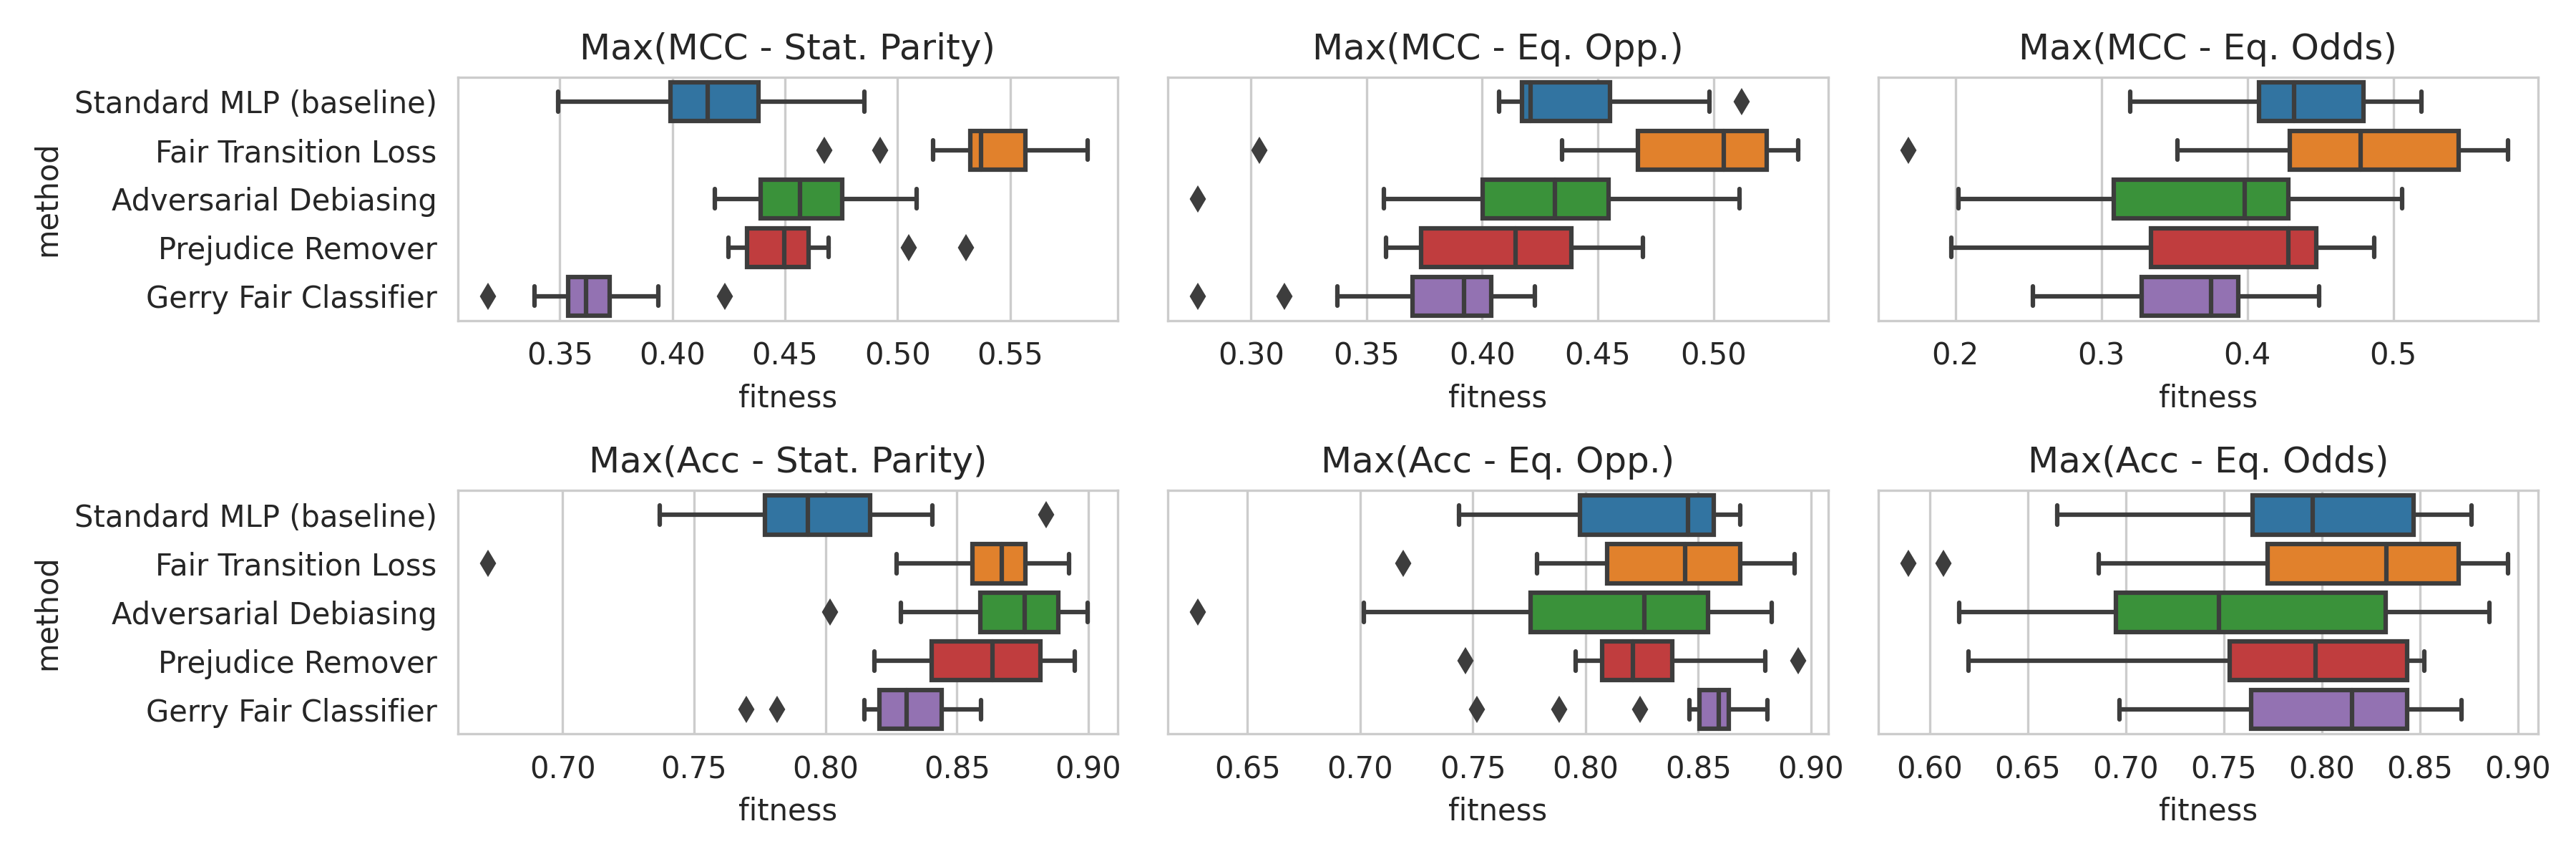 Max(MCC - Stat. Parity)
Max(MCC - Eq. Opp.)
Max(MCC - Eq. Odds)
method
Standard MLP (baseline)
Fair Transition Loss
Adversarial Debiasing
Prejudice Remover
Gerry Fair Classifier
0.35 0.40 0.45 0.50 0.55
fitness
0.30 0.35 0.40 0.45 0.50
fitness
0.2 0.3 0.4 0.5
fitness
Max(Acc - Stat. Parity)
Max(Acc - Eq. Opp.)
Max(Acc - Eq. Odds)
method
Standard MLP (baseline)
Fair Transition Loss
Adversarial Debiasing
Prejudice Remover
Gerry Fair Classifier
0.70 0.75 0.80 0.85 0.90
fitness
0.65 0.70 0.75 0.80 0.85 0.90
fitness
0.60 0.65 0.70 0.75 0.80 0.85 0.90
fitness